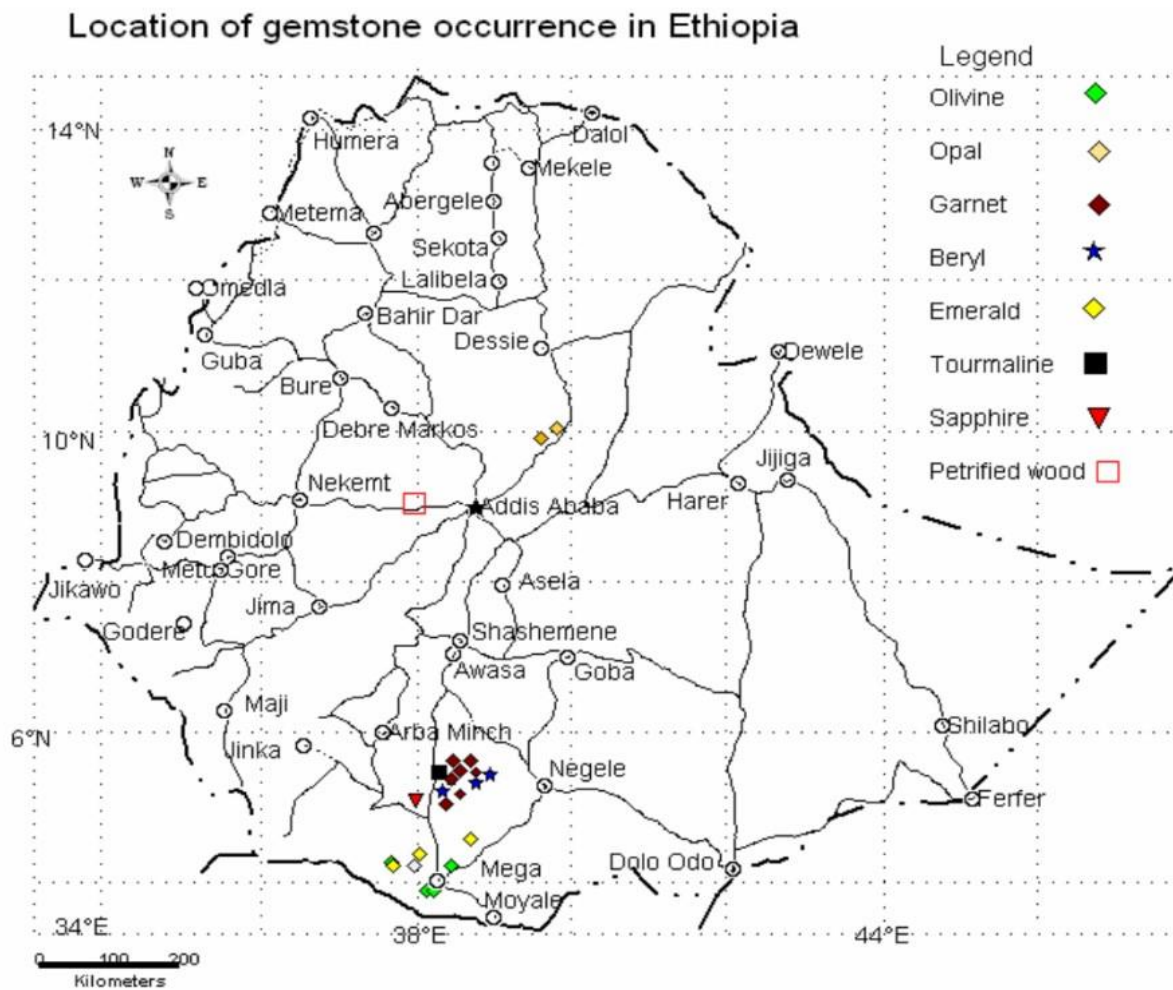 Location of gemstone occurrence in Ethiopia
Legend
Olivine
Opal
Garnet
Beryl
Emerald
Tourmaline
Sapphire
Petrified wood
N
W E
S
14°N
10°N
6°N
34°E
38°E
44°E
Humera
Dalol
Mekele
Abergele
Metema
Sekota
Lalibela
Omedla
Bahir Dar
Dessie
Guba
Dewele
Bure
Debre Markos
Jijiga
Nekemt
Harer
Addis Ababa
Dembidolo
Metu Gore
Jikawo
Asela
Jima
Godere
Shashemene
Awasa
Goba
Maji
Arba Minch
Shilabo
Jinka
Negele
Ferfer
Dolo Odo
Mega
Moyale
0 100 200
Kilometers